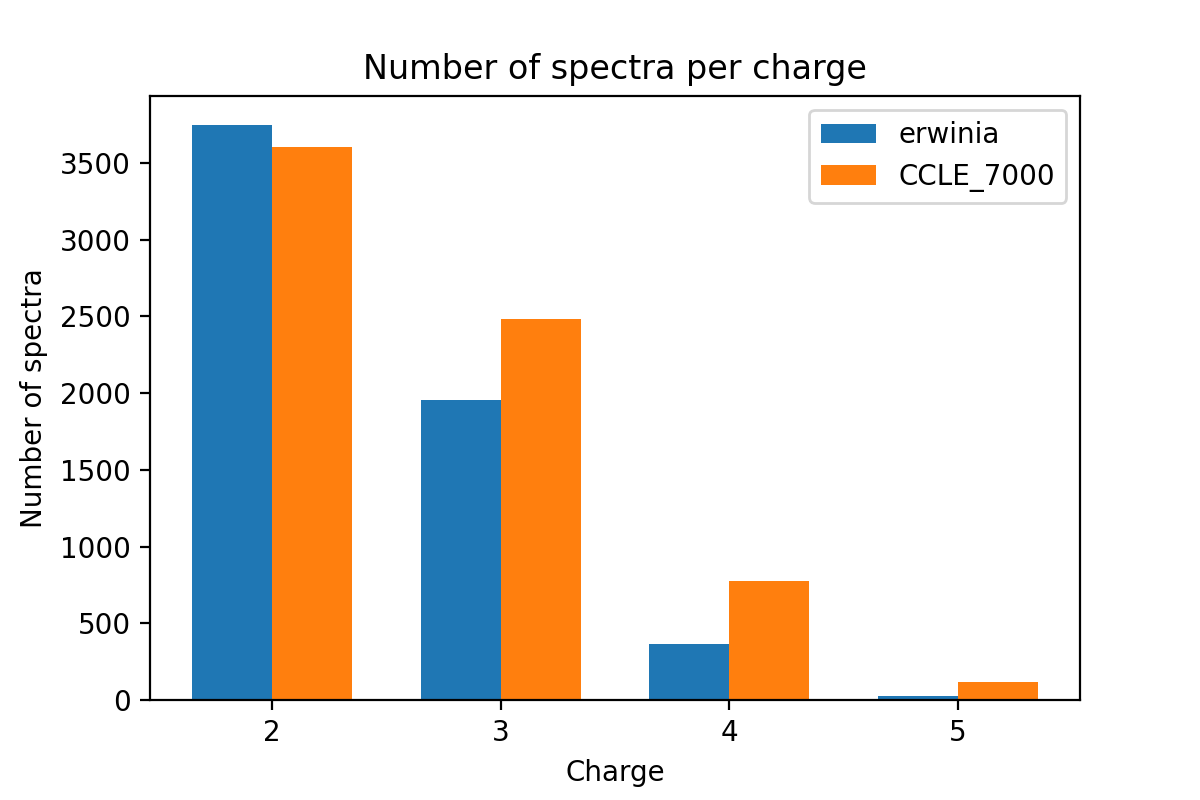 Number of spectra per charge
erwinia
CCLE_7000
Number of spectra
3500
3000
2500
2000
1500
1000
500
0
2 3 4 5
Charge